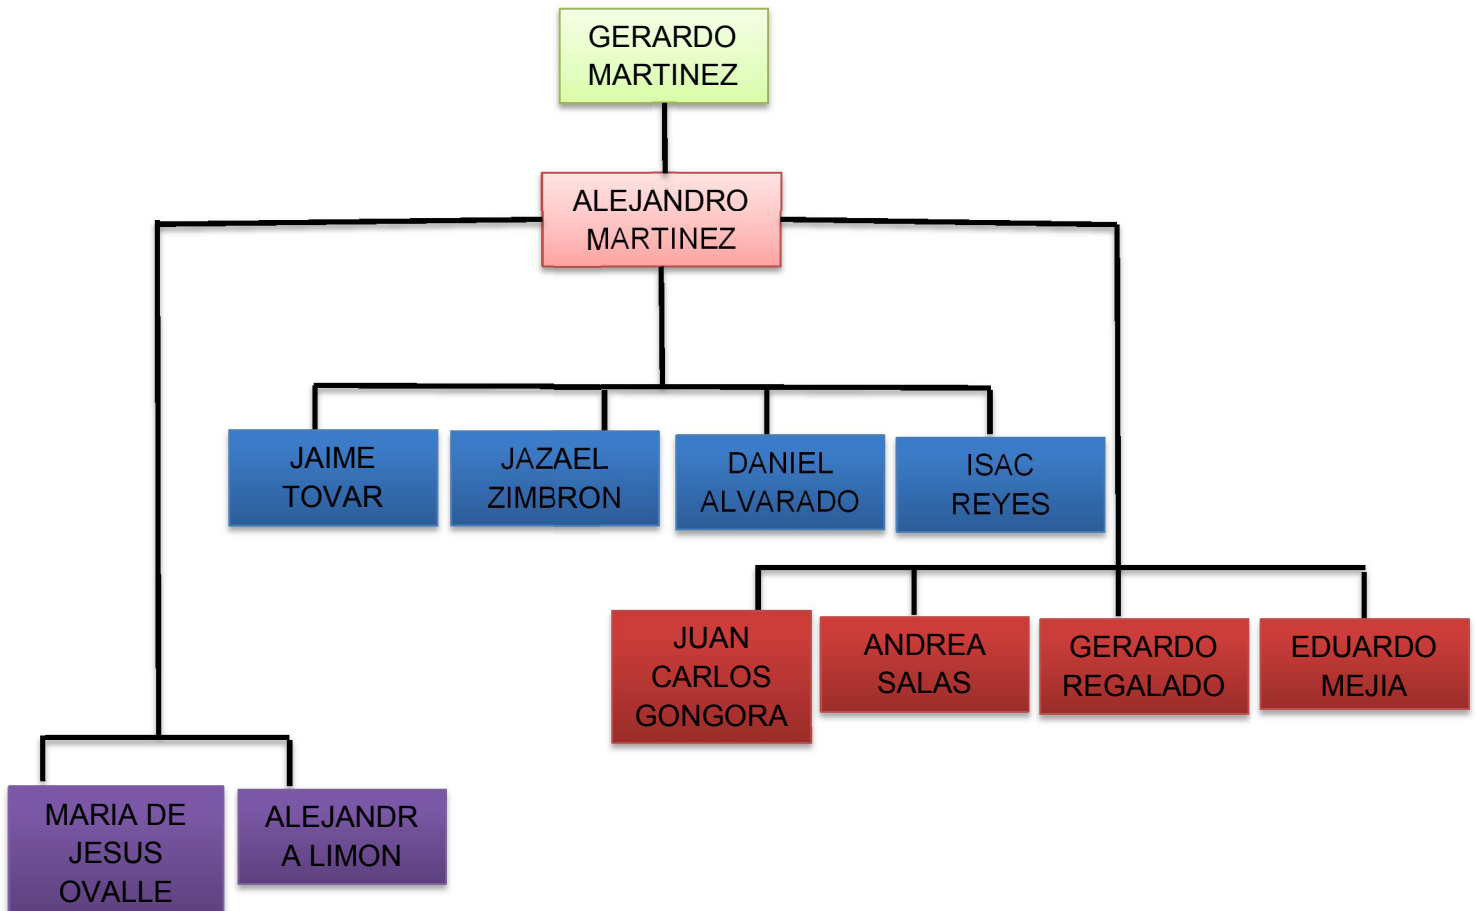 GERARDO
MARTINEZ
ALEJANDRO
MARTINEZ
JAIME
TOVAR
JAZAEL
ZIMBRON
DANIEL
ALVARADO
ISAC
REYES
JUAN
CARLOS
GONGORA
ANDREA
SALAS
GERARDO
REGALADO
EDUARDO
MEJIA
MARIA DE
JESUS
OVALLE
ALEJANDR
A LIMON